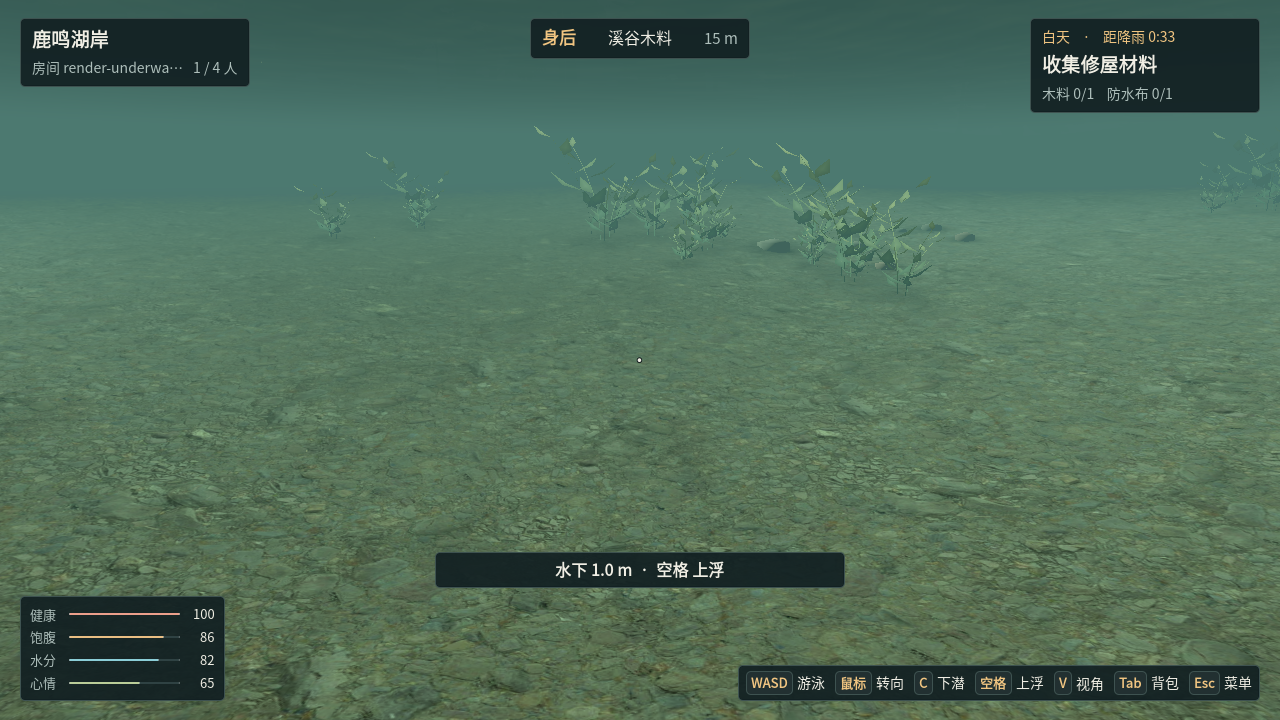 鹿鸣湖岸
房间 render-underwa… 1 / 4 人
身后 溪谷木料 15 m
白天 · 距降雨 0:33
收集修屋材料
木料 0/1 防水布 0/1
水下 1.0 m · 空格 上浮
健康 100
饱腹 86
水分 82
心情 65
WASD 游泳 鼠标 转向 C 下潜 空格 上浮 V 视角 Tab 背包 Esc 菜单